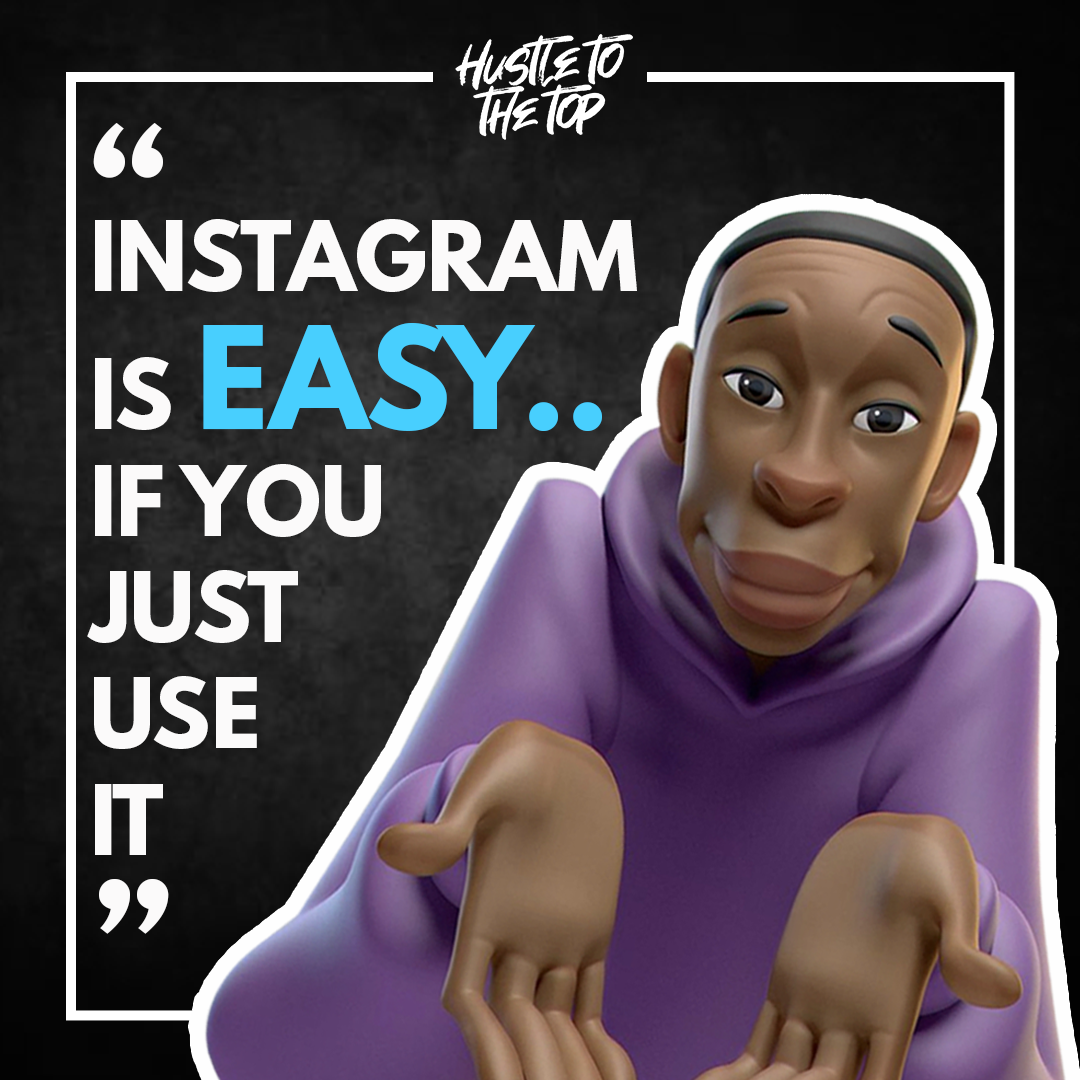 HUSTLE TO
THE TOP
“
INSTAGRAM
IS EASY..
IF YOU
JUST
USE
IT
”